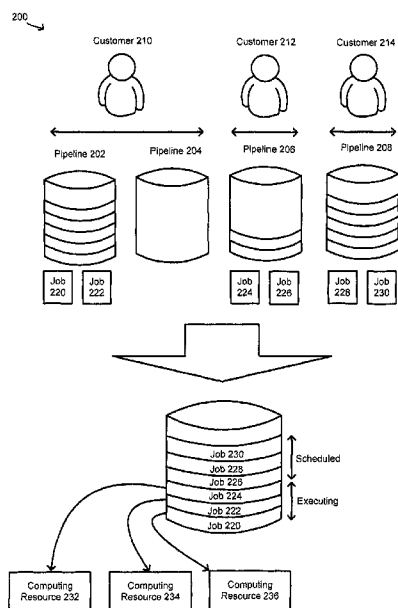 200
Customer 210
Customer 212
Customer 214
Pipeline 202
Pipeline 204
Pipeline 206
Pipeline 208
Job
220
Job
222
Job
224
Job
226
Job
228
Job
230
Job 230
Job 228
Job 226
Job 224
Job 222
Job 220
Scheduled
Executing
Computing
Resource 232
Computing
Resource 234
Computing
Resource 236